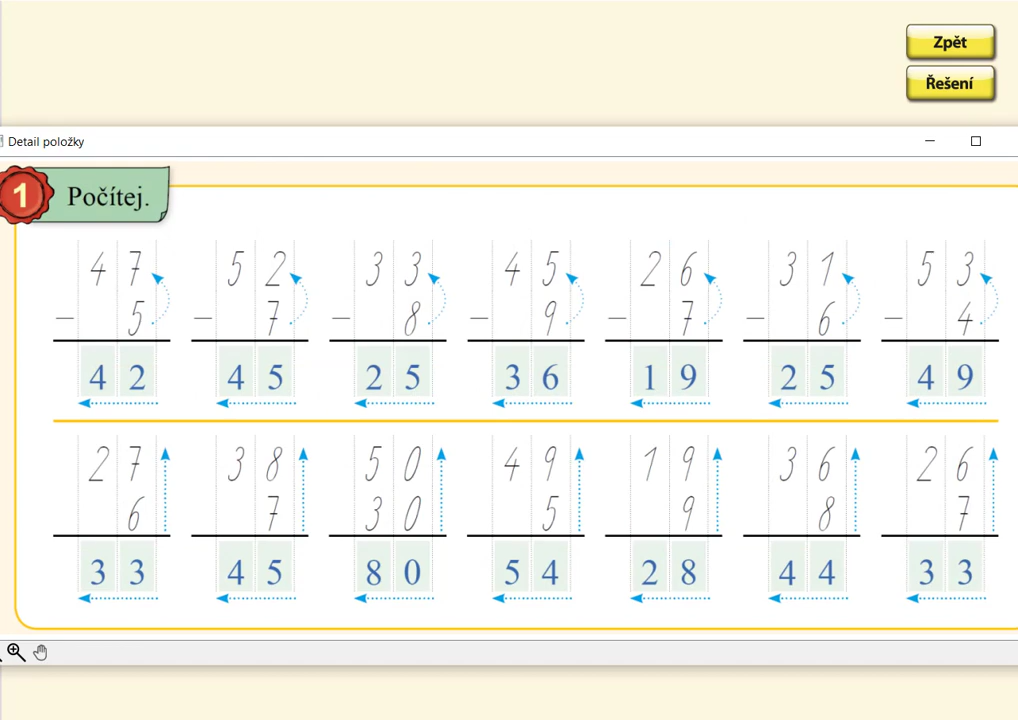 Zpět
Řešení
Detail položky
1 Počítej.
47 52 33 45 26 31 53
– 5 – 7 – 8 – 9 – 7 – 6 – 4
42 45 25 36 19 25 49
27 38 50 49 19 36 26
6 7 30 5 9 8 7
33 45 80 54 28 44 33